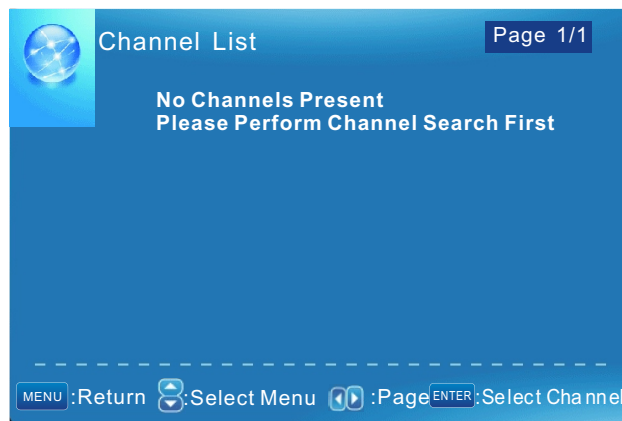 Channel List
Page 1/1
No Channels Present
Please Perform Channel Search First
MENU :Return :Select Menu :Page ENTER :Select Channel